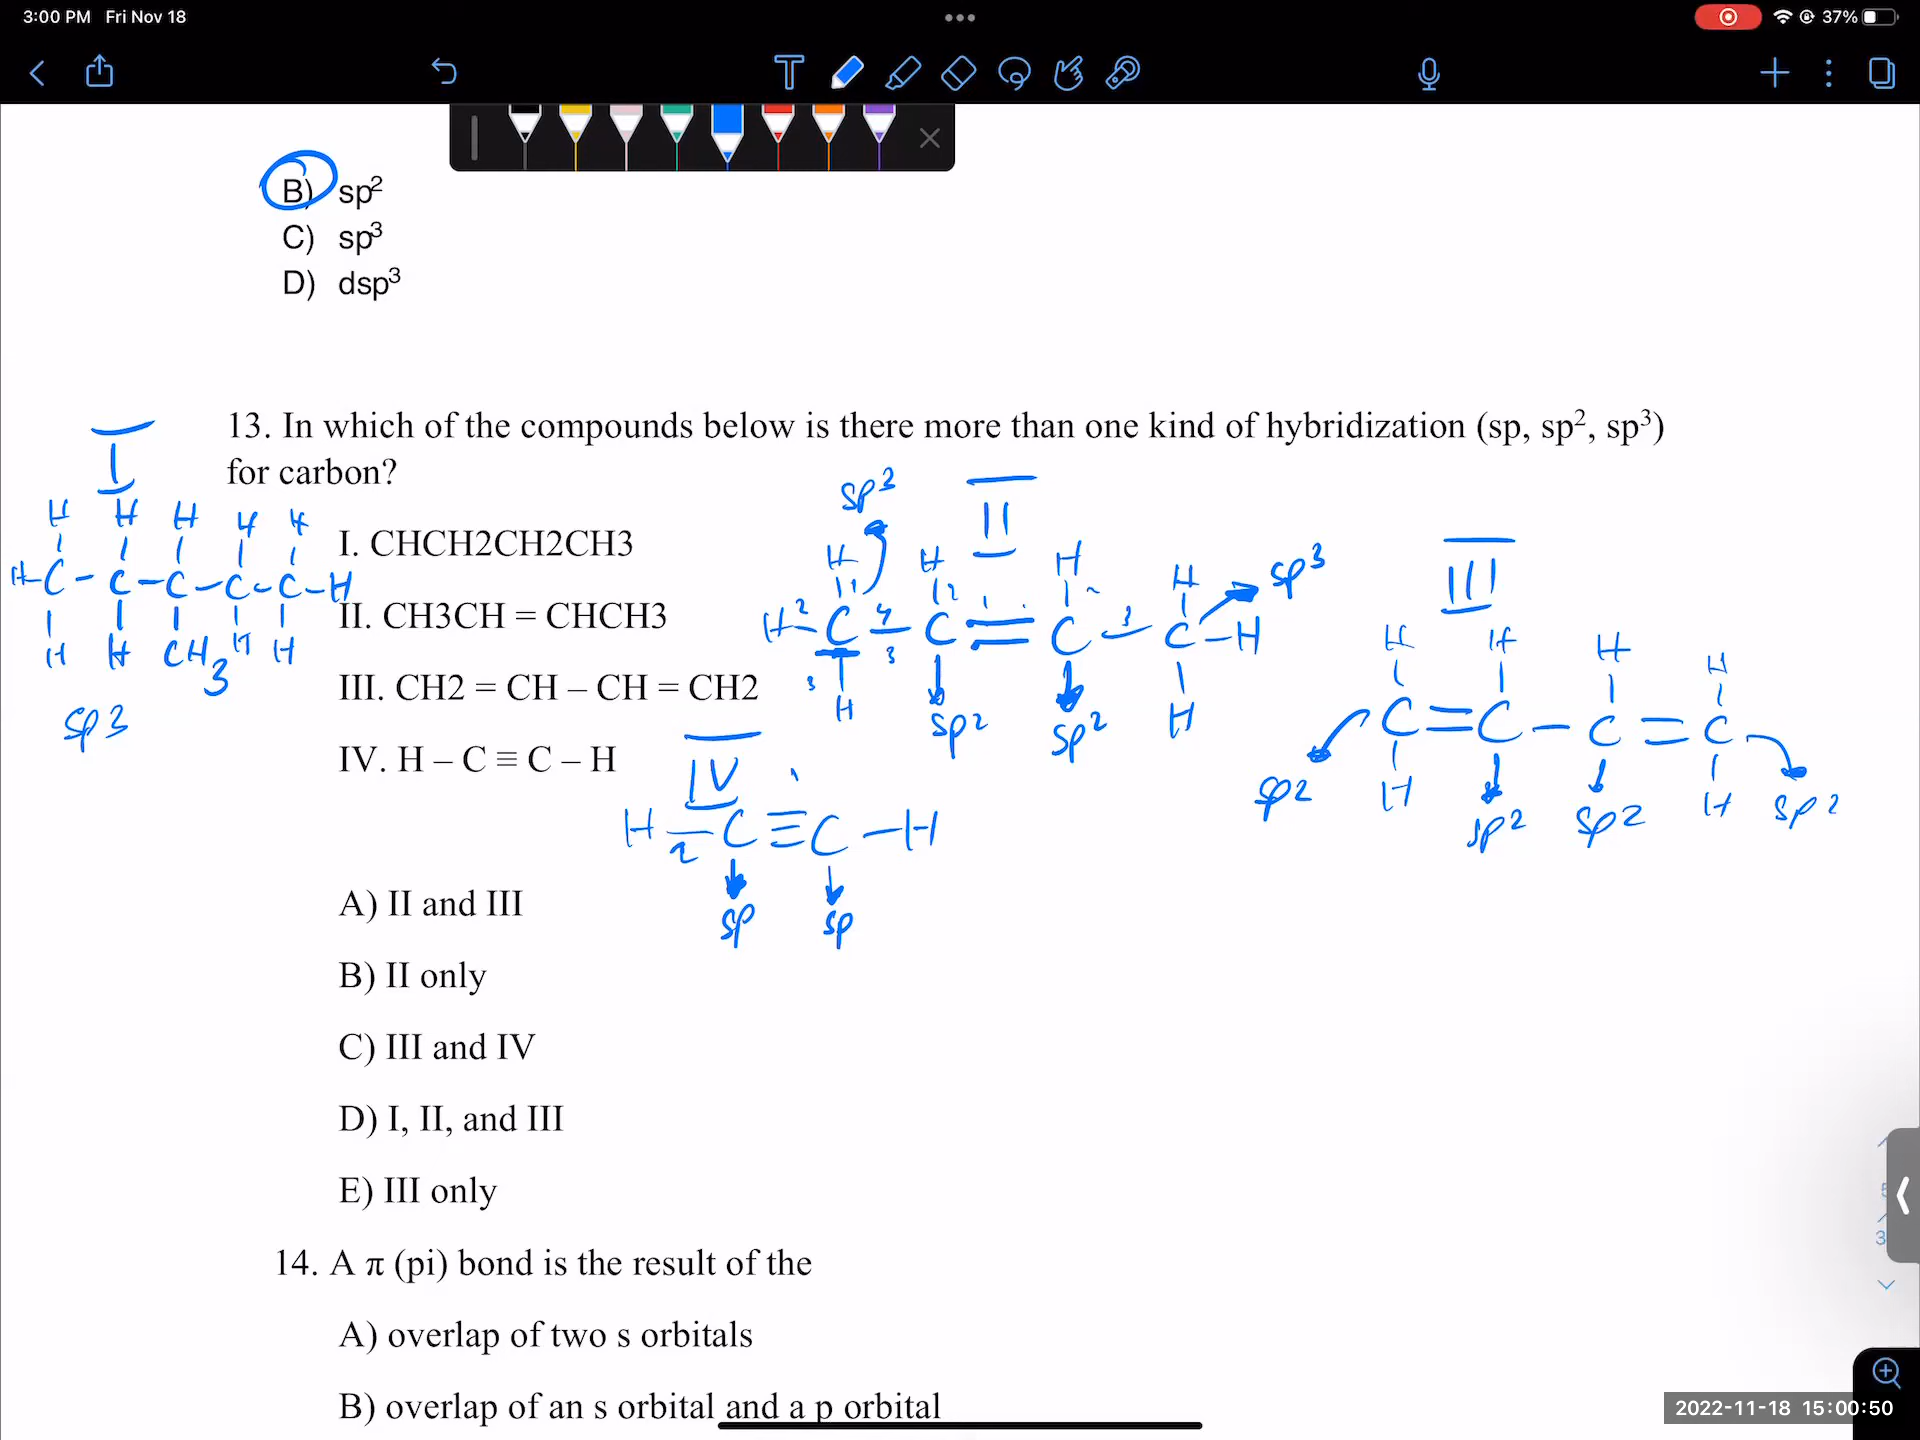 3:00 PM Fri Nov 18
37%
B) sp²
C) sp³
D) dsp³
13. In which of the compounds below is there more than one kind of hybridization (sp, sp², sp³)
for carbon?
I
H H H H H
H-C-C-C-C-C-H
H H CH3 H H
sp3
I. CHCH2CH2CH3
II. CH3CH = CHCH3
III. CH2 = CH – CH = CH2
IV. H – C ≡ C – H
II
sp3
sp3
H H H H
H-C-C=C-C-H
H H
sp2 sp2
III
H H H H
C=C-C=C
H H
sp2 sp2 sp2 sp2
IV
H-C≡C-H
sp sp
A) II and III
B) II only
C) III and IV
D) I, II, and III
E) III only
14. A π (pi) bond is the result of the
A) overlap of two s orbitals
B) overlap of an s orbital and a p orbital
2022-11-18 15:00:50